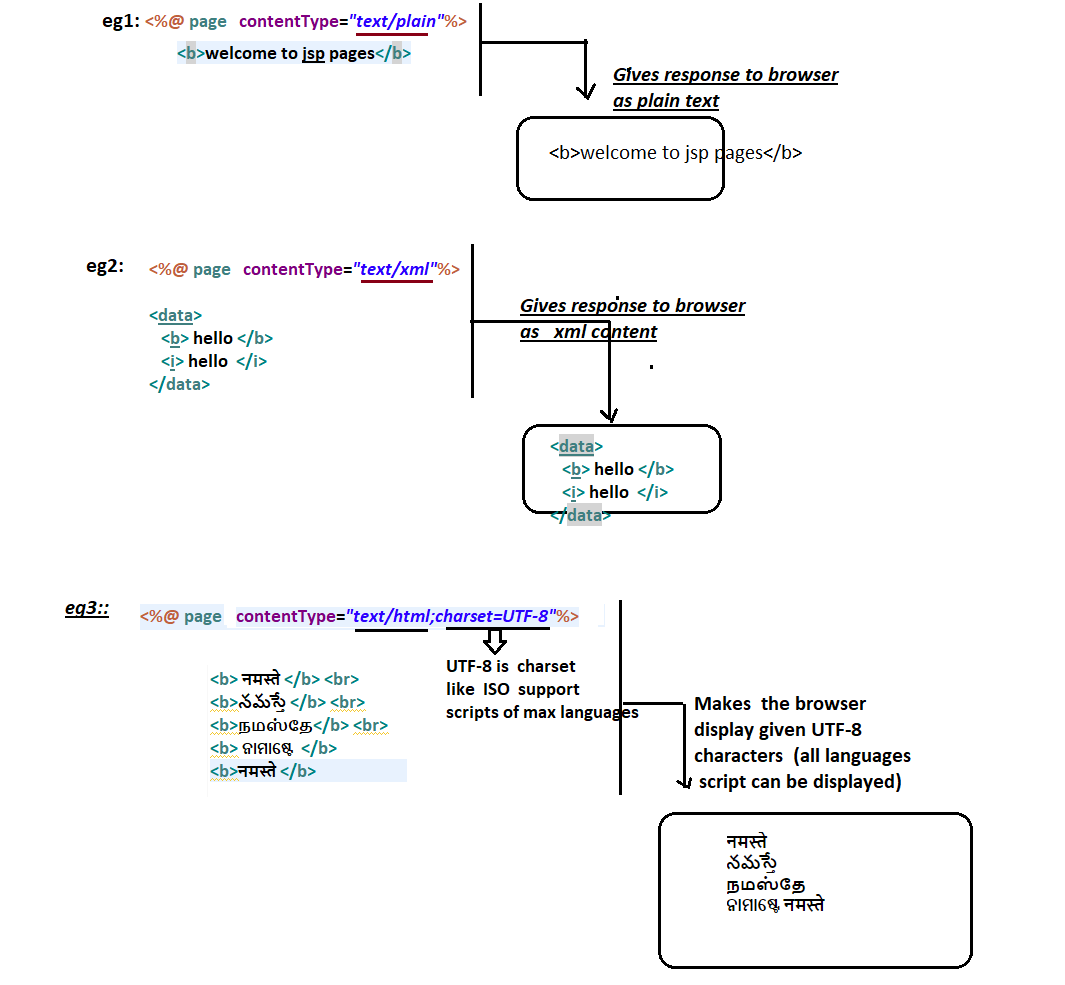 eg1: <%@ page contentType="text/plain"%>
<b>welcome to jsp pages</b>
Gives response to browser
as plain text
<b>welcome to jsp pages</b>
eg2: <%@ page contentType="text/xml"%>
<data>
<b> hello </b>
<i> hello </i>
</data>
Gives response to browser
as xml content
<data>
<b> hello </b>
<i> hello </i>
</data>
eg3:: <%@ page contentType="text/html;charset=UTF-8"%>
<b> नमस्ते </b> <br>
<b>నమస్తే </b> <br>
<b>நமஸ்தே</b> <br>
<b> </b>
<b>नमस्ते </b>
UTF-8 is charset
like ISO support
scripts of max languages
Makes the browser
display given UTF-8
characters (all languages
script can be displayed)
नमस्ते
నమస్తే
நமஸ்தே
नमस्ते